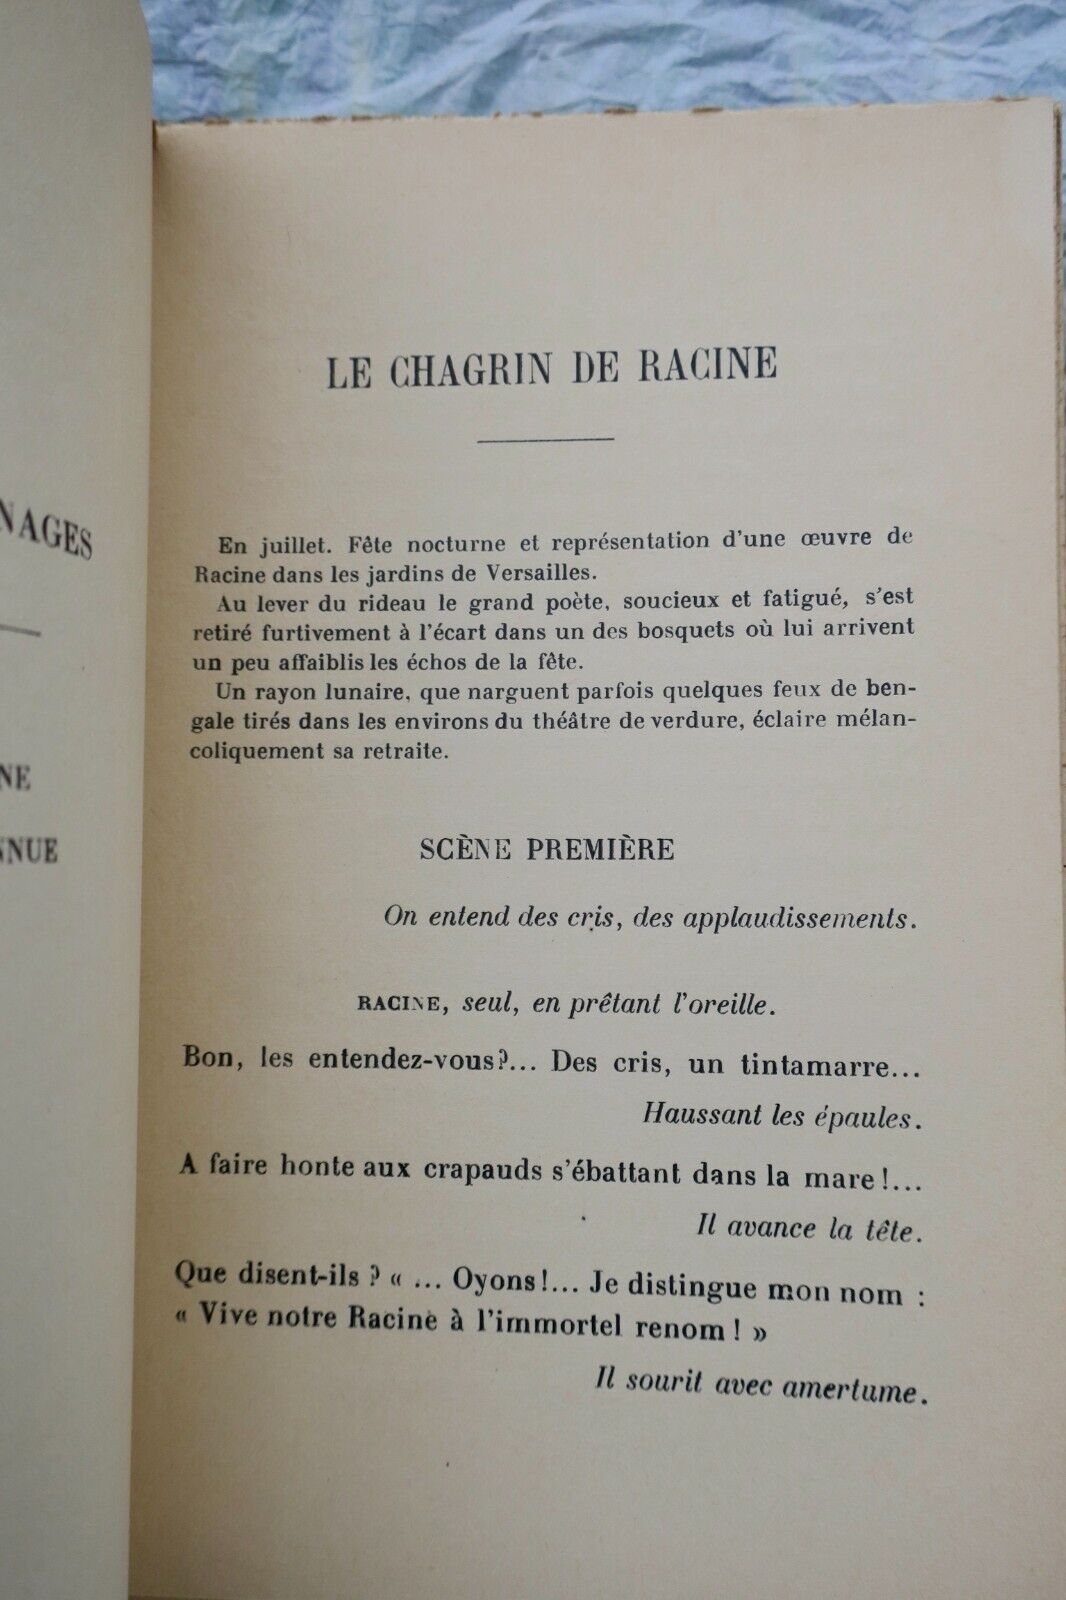 NAGES
NE
NNUE
LE CHAGRIN DE RACINE
En juillet. Fête nocturne et représentation d'une œuvre de
Racine dans les jardins de Versailles.
Au lever du rideau le grand poète, soucieux et fatigué, s'est
retiré furtivement à l'écart dans un des bosquets où lui arrivent
un peu affaiblis les échos de la fête.
Un rayon lunaire, que narguent parfois quelques feux de ben-
gale tirés dans les environs du théâtre de verdure, éclaire mélan-
coliquement sa retraite.
SCÈNE PREMIÈRE
On entend des cris, des applaudissements.
RACINE, seul, en prêtant l'oreille.
Bon, les entendez-vous?... Des cris, un tintamarre...
Haussant les épaules.
A faire honte aux crapauds s'ébattant dans la mare!...
Il avance la tête.
Que disent-ils ? « ... Oyons!... Je distingue mon nom :
« Vive notre Racine à l'immortel renom ! »
Il sourit avec amertume.